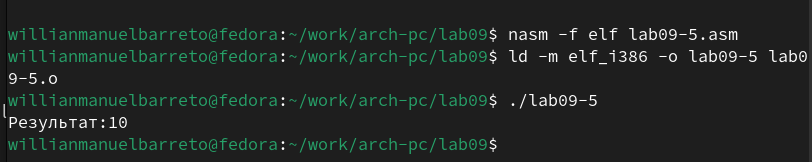 willianmanuelbarreto@fedora:~/work/arch-pc/lab09$ nasm -f elf lab09-5.asm
willianmanuelbarreto@fedora:~/work/arch-pc/lab09$ ld -m elf_i386 -o lab09-5 lab0
9-5.o
willianmanuelbarreto@fedora:~/work/arch-pc/lab09$ ./lab09-5
Результат:10
willianmanuelbarreto@fedora:~/work/arch-pc/lab09$